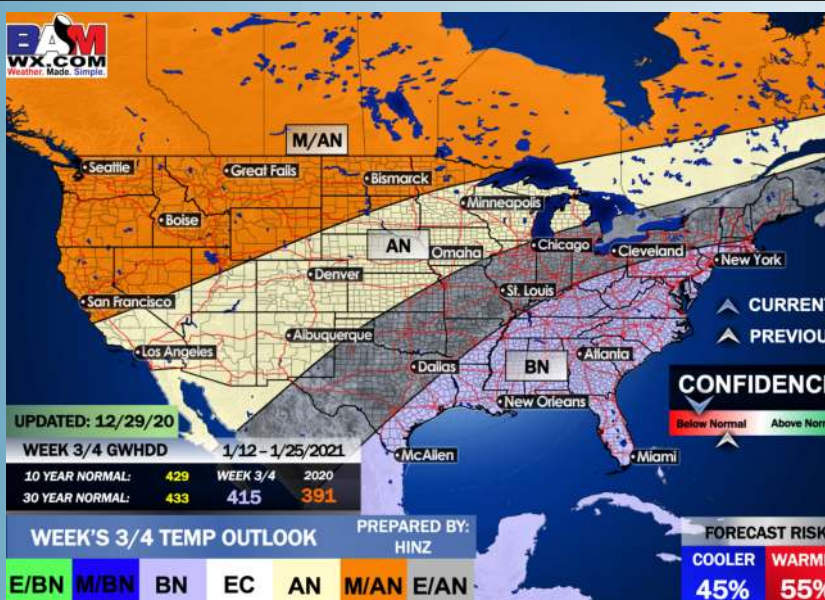 BAM
WX.COM
Weather. Made. Simple.
M/AN
Seattle
Great Falls
Bismarck
Minneapolis
Boise
AN
Omaha
Chicago
Cleveland
New York
Denver
St. Louis
San Francisco
CURRENT
PREVIOU
Albuquerque
Los Angeles
Dallas
BN
Atlanta
CONFIDENCE
New Orleans
Below Normal Above Nor
McAllen
Miami
UPDATED: 12/29/20
WEEK 3/4 GWHDD 1/12 – 1/25/2021
10 YEAR NORMAL: 429 WEEK 3/4 2020
30 YEAR NORMAL: 433 415 391
WEEK'S 3/4 TEMP OUTLOOK
PREPARED BY:
HINZ
FORECAST RISK
COOLER WARM
45% 55%
E/BN M/BN BN EC AN M/AN E/AN